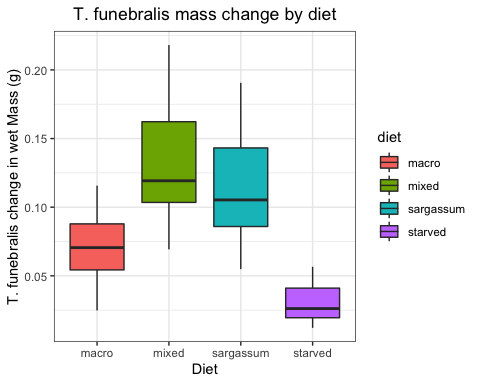 T. funebralis mass change by diet
T. funebralis change in wet Mass (g)
0.20
0.15
0.10
0.05
macro mixed sargassum starved
Diet
diet
macro
mixed
sargassum
starved